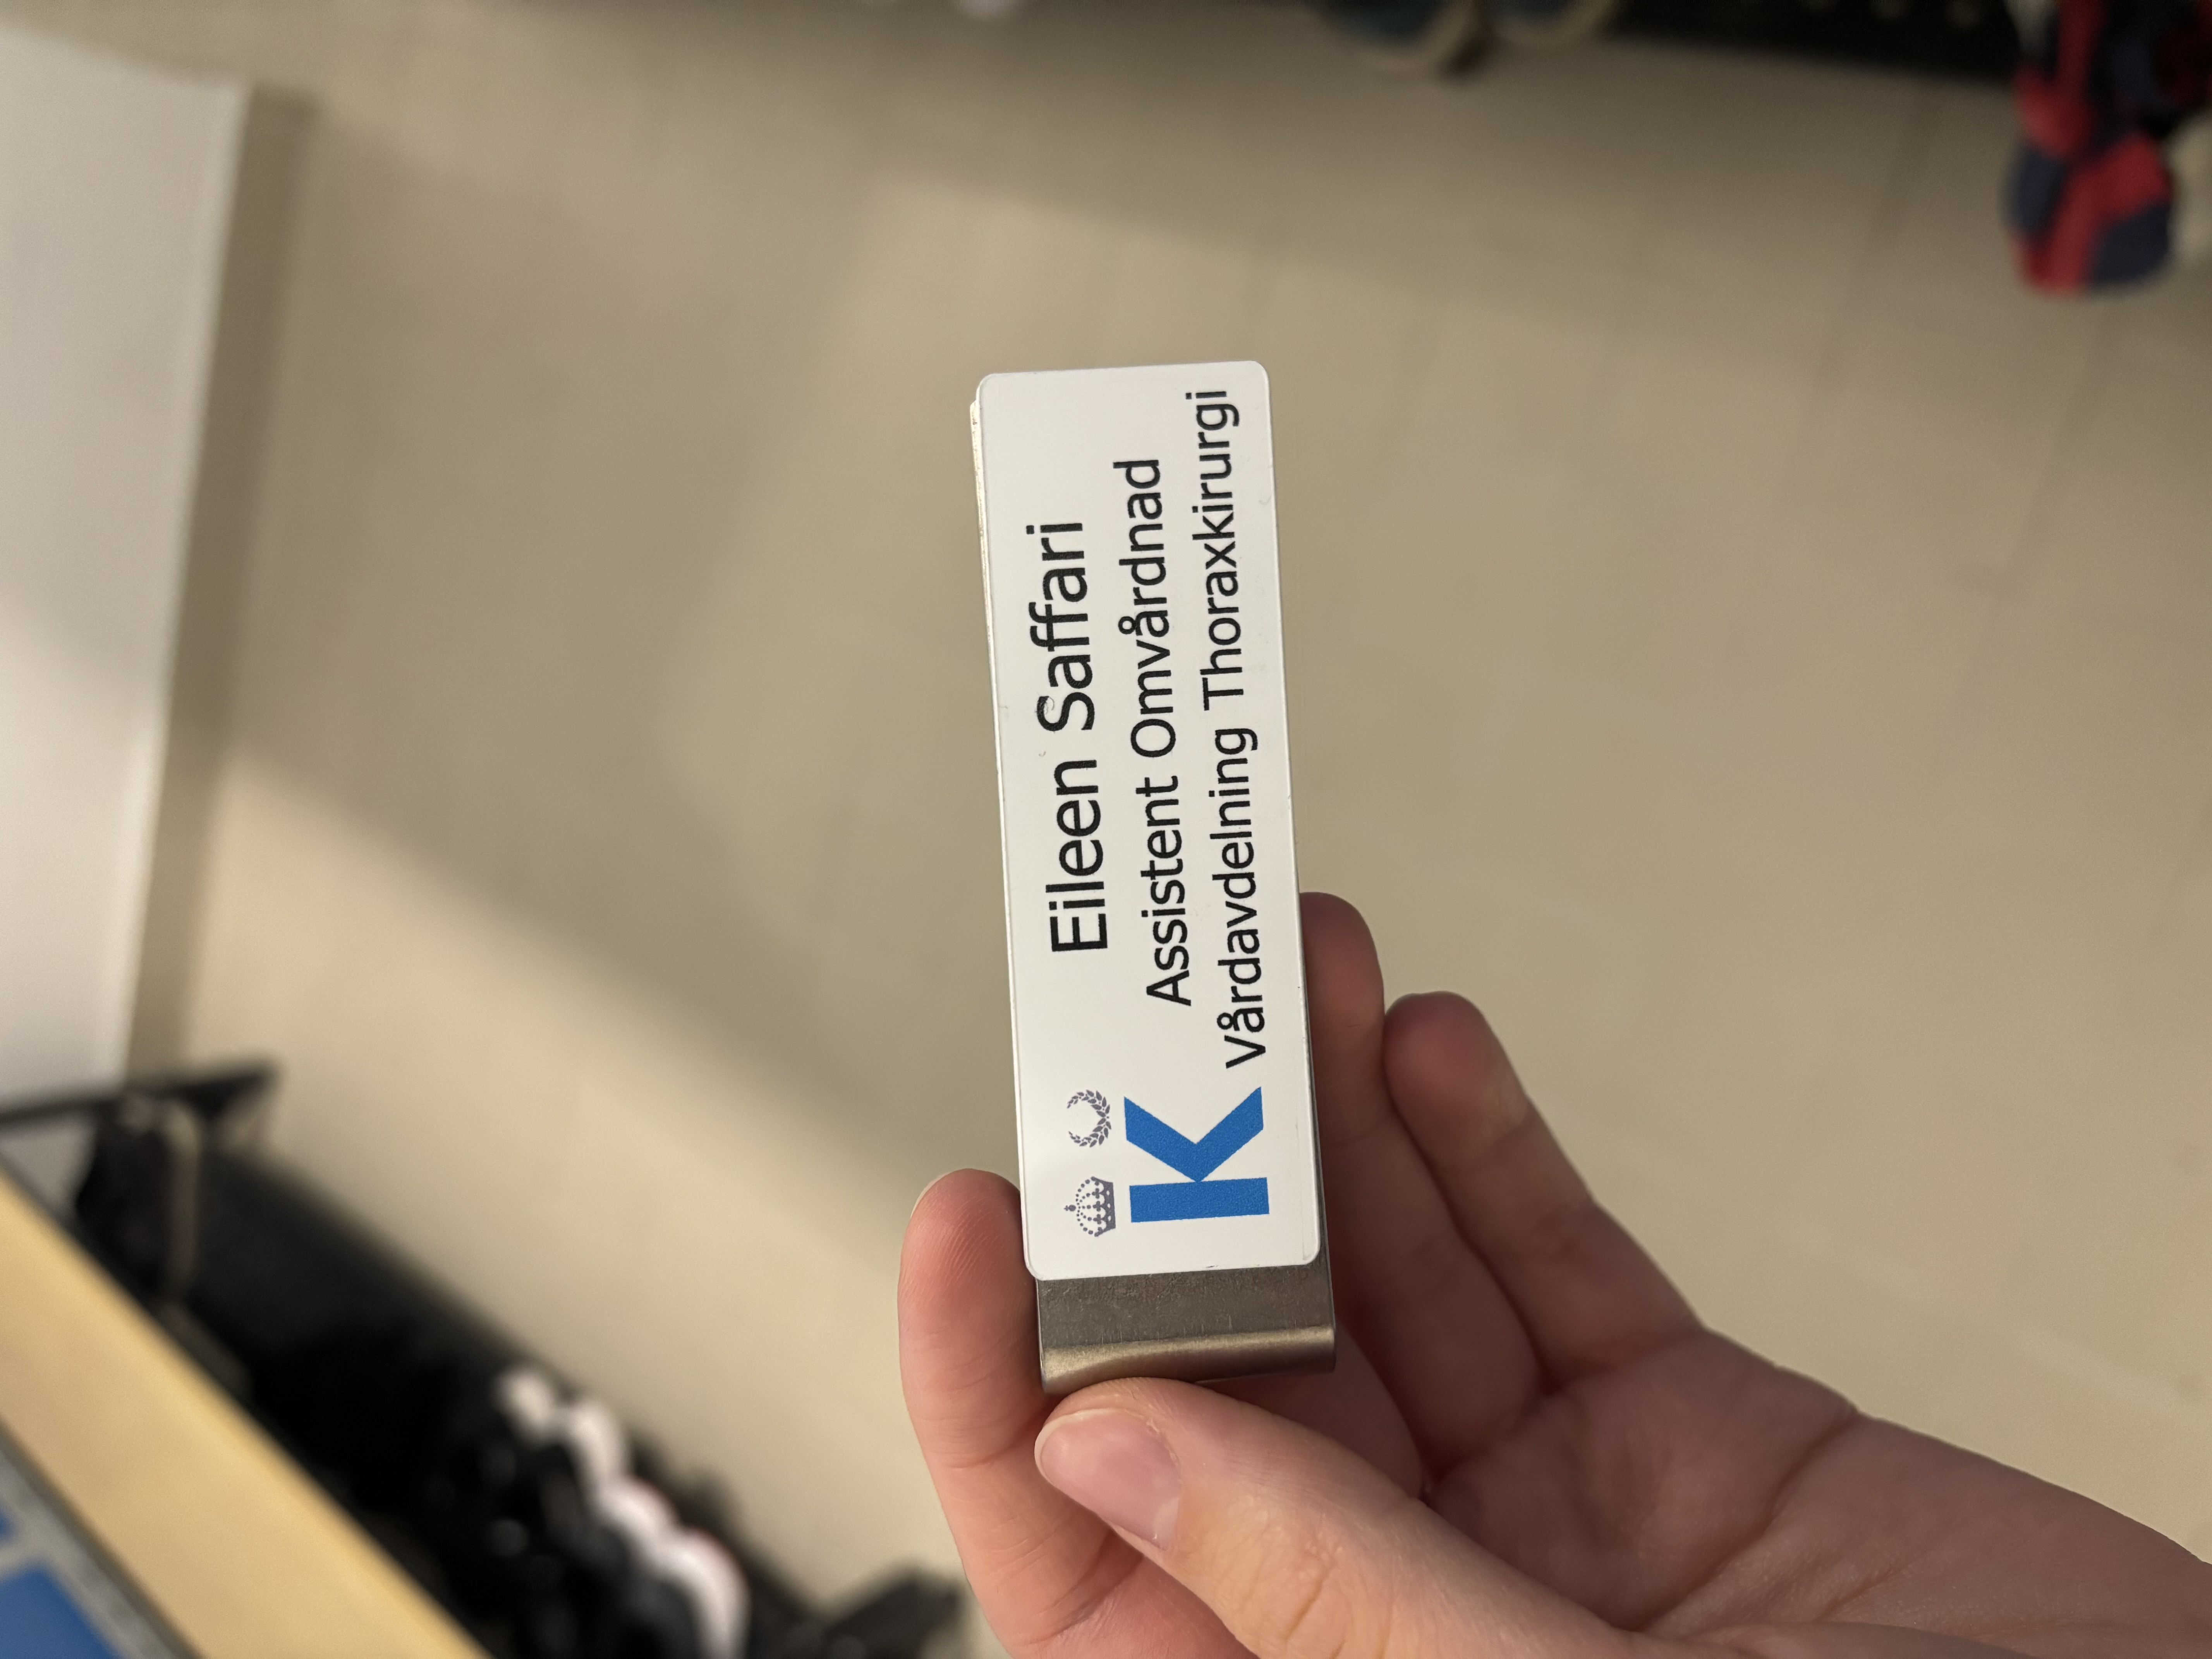 Eileen Saffari
Assistent Omvårdnad
Vårdavdelning Thoraxkirurgi
K